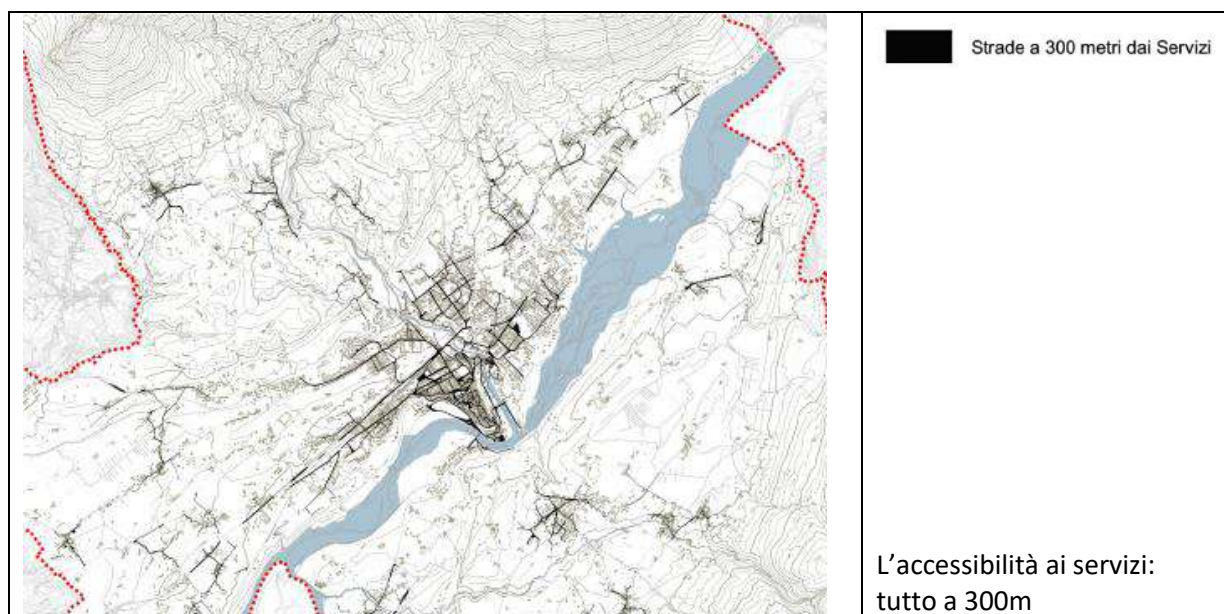 Strade a 300 metri dai Servizi
L'accessibilità ai servizi:
tutto a 300m